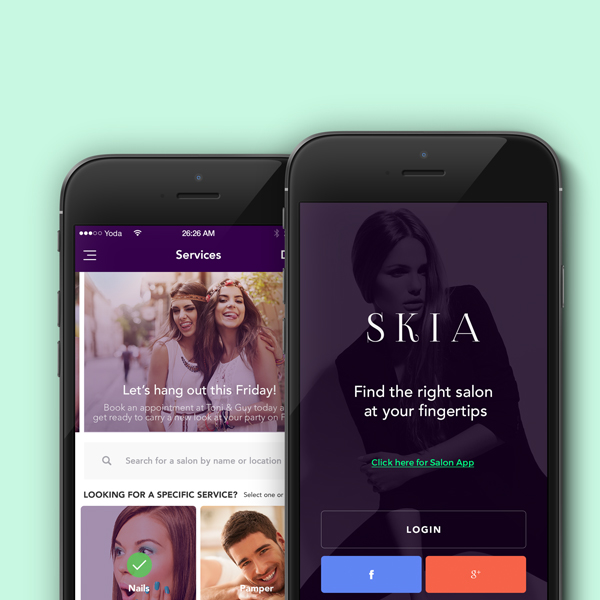 Yoda
26:26 AM
Services
D
Let's hang out this Friday!
Book an appointment at Toni & Guy today a
get ready to carry a new look at your party on F
Search for a salon by name or location
LOOKING FOR A SPECIFIC SERVICE? Select one or
Nails
Pamper
SKIA
Find the right salon
at your fingertips
Click here for Salon App
LOGIN
f
g+